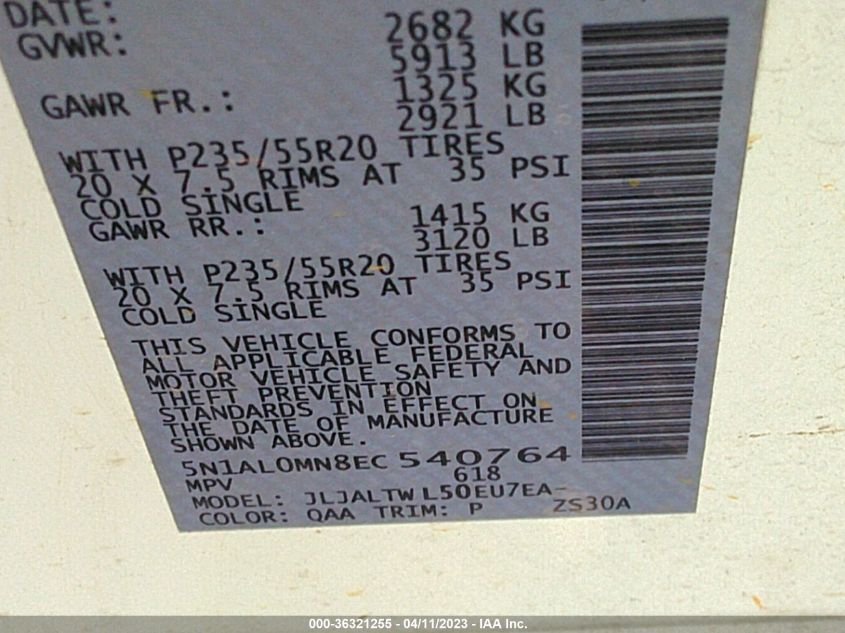 DATE:
GVWR: 2682 KG
5913 LB
GAWR FR.: 1325 KG
2921 LB
WITH P235/55R20 TIRES
20 X 7.5 RIMS AT 35 PSI
COLD SINGLE
GAWR RR.: 1415 KG
3120 LB
WITH P235/55R20 TIRES
20 X 7.5 RIMS AT 35 PSI
COLD SINGLE
THIS VEHICLE CONFORMS TO
ALL APPLICABLE FEDERAL
MOTOR VEHICLE SAFETY AND
THEFT PREVENTION
STANDARDS IN EFFECT ON
THE DATE OF MANUFACTURE
SHOWN ABOVE.
5N1AL0MN8EC 540764
MPV 618
MODEL: JLJALTW L50EU7EA-
COLOR: QAA TRIM: P ZS30A
000-36321255 - 04/11/2023 - IAA Inc.